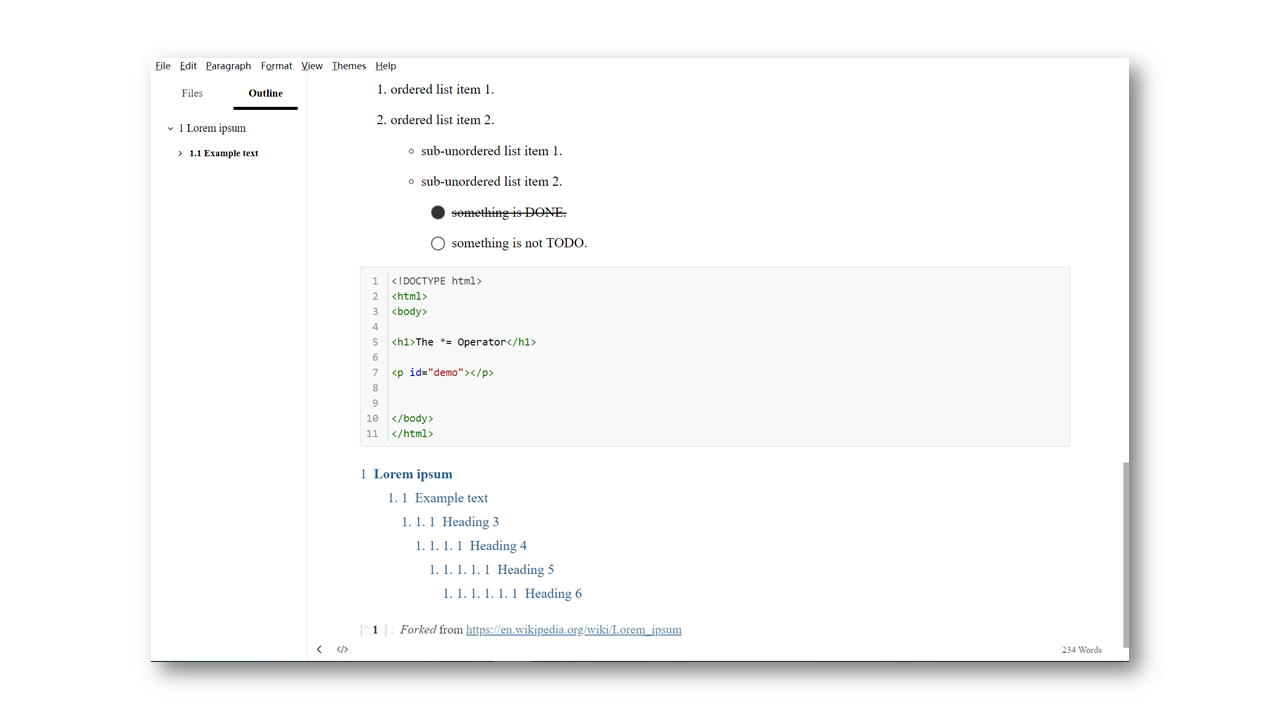 File Edit Paragraph Format View Themes Help
Files Outline
1 Lorem ipsum
1.1 Example text
1. ordered list item 1.
2. ordered list item 2.
sub-unordered list item 1.
sub-unordered list item 2.
something is DONE.
something is not TODO.
1 <!DOCTYPE html>
2 <html>
3 <body>
4
5 <h1>The *= Operator</h1>
6
7 <p id="demo"></p>
8
9
10 </body>
11 </html>
1 Lorem ipsum
1. 1 Example text
1. 1. 1 Heading 3
1. 1. 1. 1 Heading 4
1. 1. 1. 1. 1 Heading 5
1. 1. 1. 1. 1. 1 Heading 6
[^ 1 ] : Forked from https://en.wikipedia.org/wiki/Lorem_ipsum
</> 234 Words